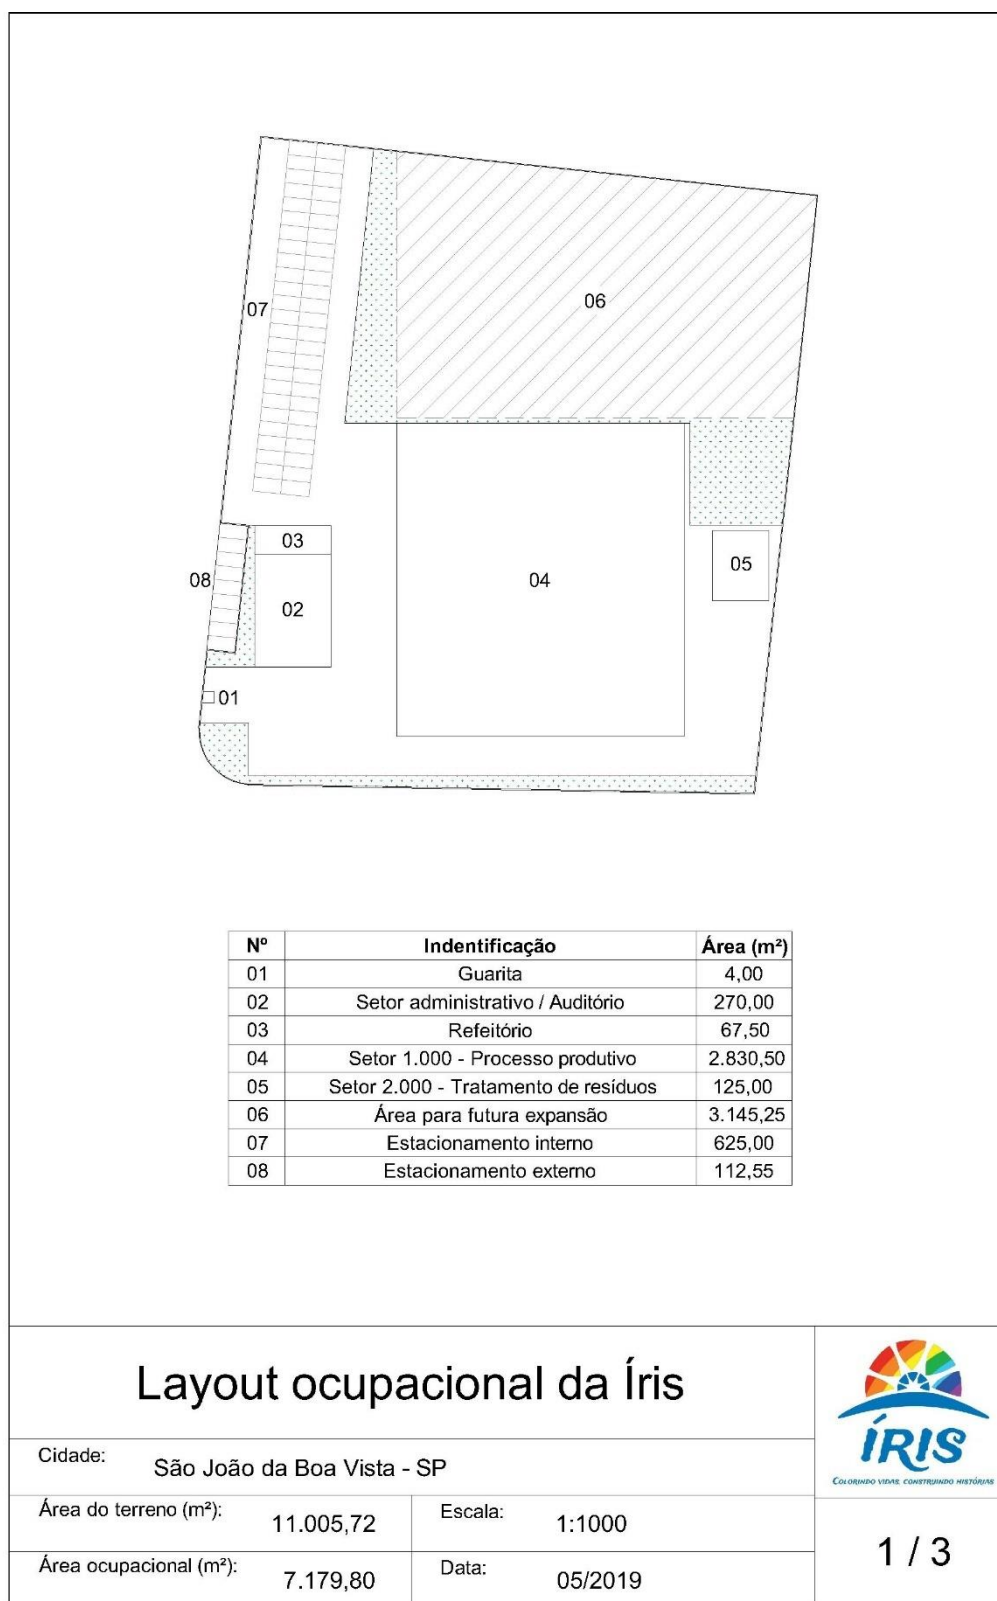 06
07
03
04
05
08
02
01
Nº Indentificação Área (m²)
01 Guarita 4,00
02 Setor administrativo / Auditório 270,00
03 Refeitório 67,50
04 Setor 1.000 - Processo produtivo 2.830,50
05 Setor 2.000 - Tratamento de resíduos 125,00
06 Área para futura expansão 3.145,25
07 Estacionamento interno 625,00
08 Estacionamento externo 112,55
Layout ocupacional da Íris
ÍRIS
COLORINDO VIDAS, CONSTRUINDO HISTÓRIAS
Cidade: São João da Boa Vista - SP
Área do terreno (m²): 11.005,72 Escala: 1:1000
Área ocupacional (m²): 7.179,80 Data: 05/2019
1 / 3